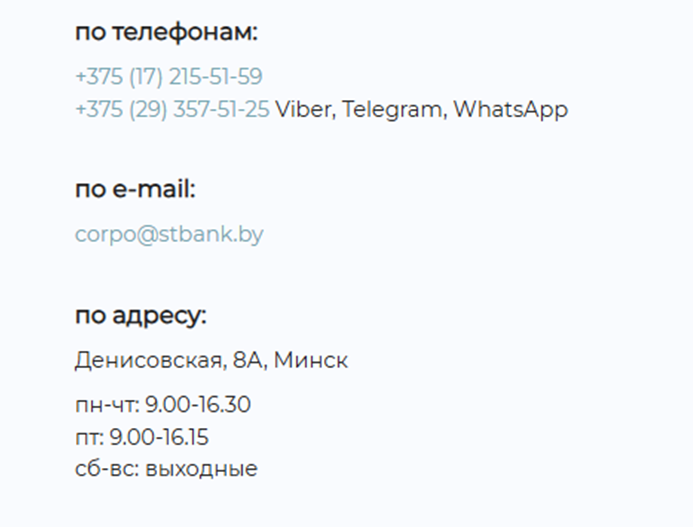 по телефонам:
+375 (17) 215-51-59
+375 (29) 357-51-25 Viber, Telegram, WhatsApp
по e-mail:
corpo@stbank.by
по адресу:
Денисовская, 8А, Минск
пн-чт: 9.00-16.30
пт: 9.00-16.15
сб-вс: выходные